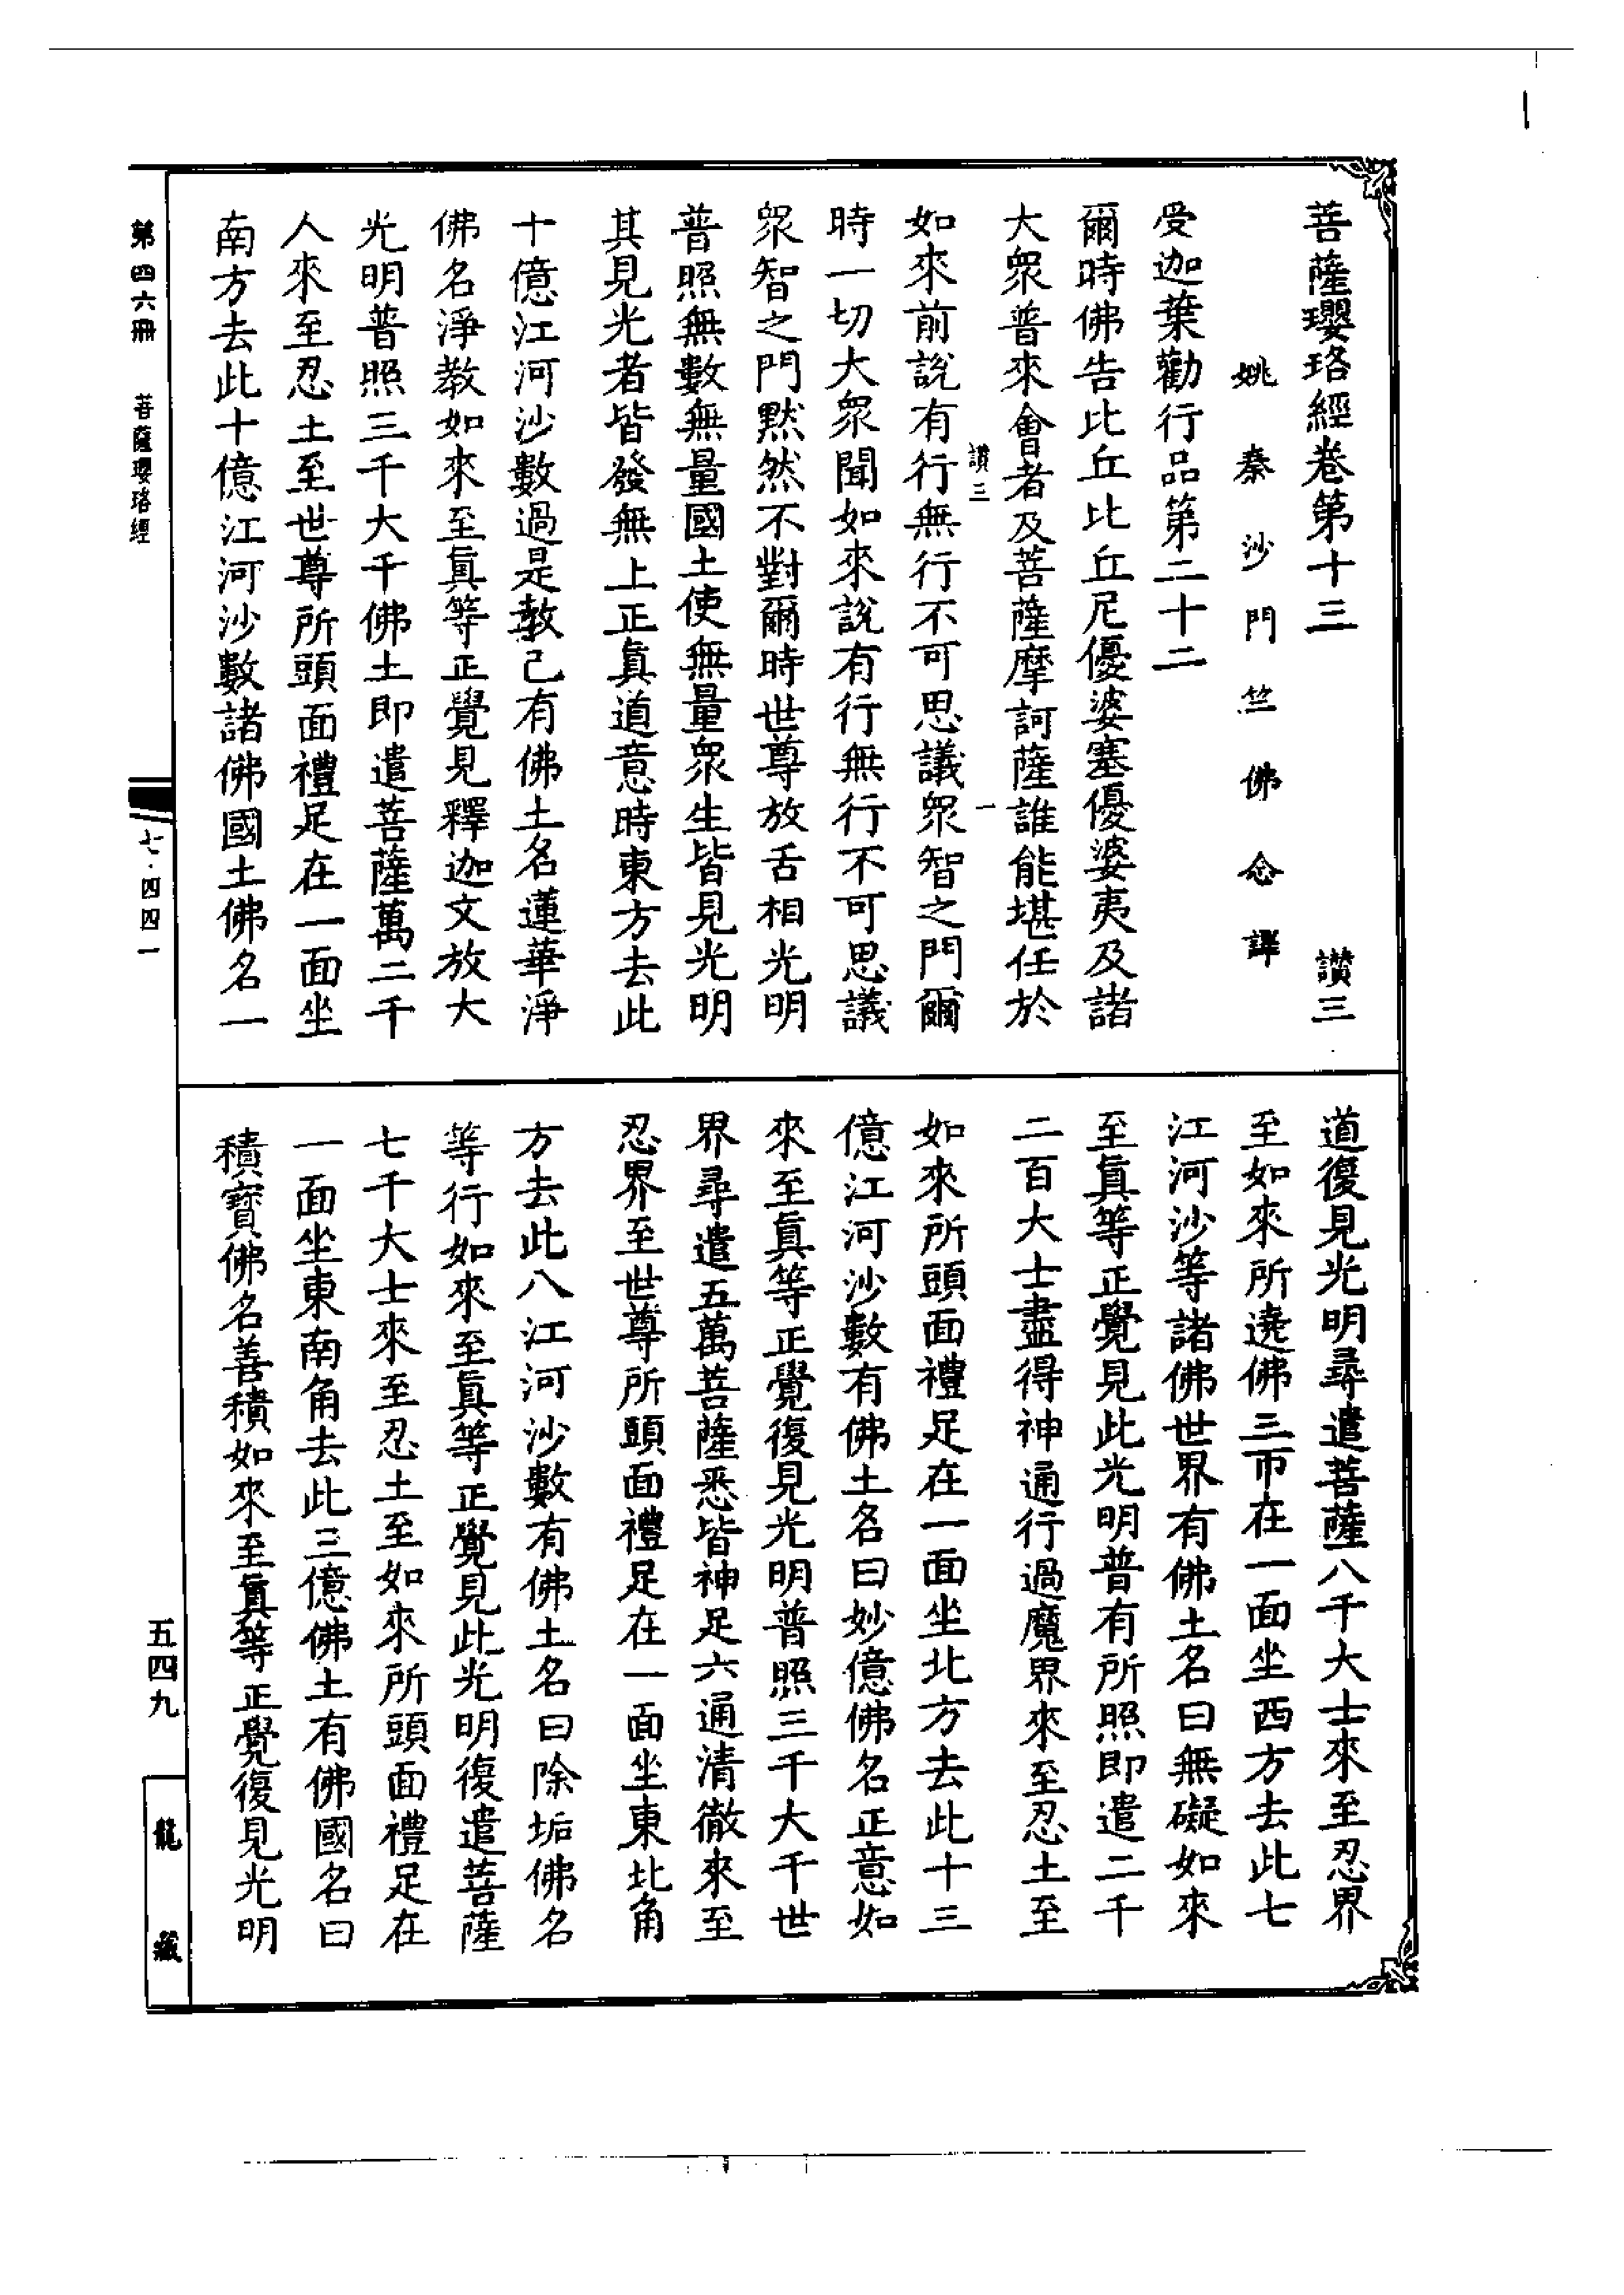 菩薩瓔珞經卷第十三 讚三
姚秦沙門竺佛念譯
受迦葉勸行品第二十二
爾時佛告比丘比丘尼優婆塞優婆夷及諸
大眾普來會者及菩薩摩訶薩誰能堪任於
讚三 一
如來前說有行無行不可思議眾智之門爾
時一切大眾聞如來說有行無行不可思議
眾智之門默然不對爾時世尊放舌相光明
普照無數無量國土使無量眾生皆見光明
其見光者皆發無上正真道意時東方去此
十億江河沙數過是數已有佛土名蓮華淨
佛名淨教如來至真等正覺見釋迦文放大
光明普照三千大千佛土即遣菩薩萬二千
人來至忍土至世尊所頭面禮足在一面坐
南方去此十億江河沙數諸佛國土佛名一
道復見光明尋遣菩薩八千大士來至忍界
至如來所遶佛三帀在一面坐西方去此七
江河沙等諸佛世界有佛土名曰無礙如來
至真等正覺見此光明普有所照即遣二千
二百大士盡得神通行過魔界來至忍土至
如來所頭面禮足在一面坐北方去此十三
億江河沙數有佛土名曰妙億佛名正意如
來至真等正覺復見光明普照三千大千世
界尋遣五萬菩薩悉皆神足六通清徹來至
忍界至世尊所頭面禮足在一面坐東北角
方去此八江河沙數有佛土名曰除垢佛名
等行如來至真等正覺見此光明復遣菩薩
七千大士來至忍土至如來所頭面禮足在
一面坐東南角去此三億佛土有佛國名曰
積寶佛名善積如來至真等正覺復見光明
第四六冊 菩薩瓔珞經
七·四四一
五四九
龍藏